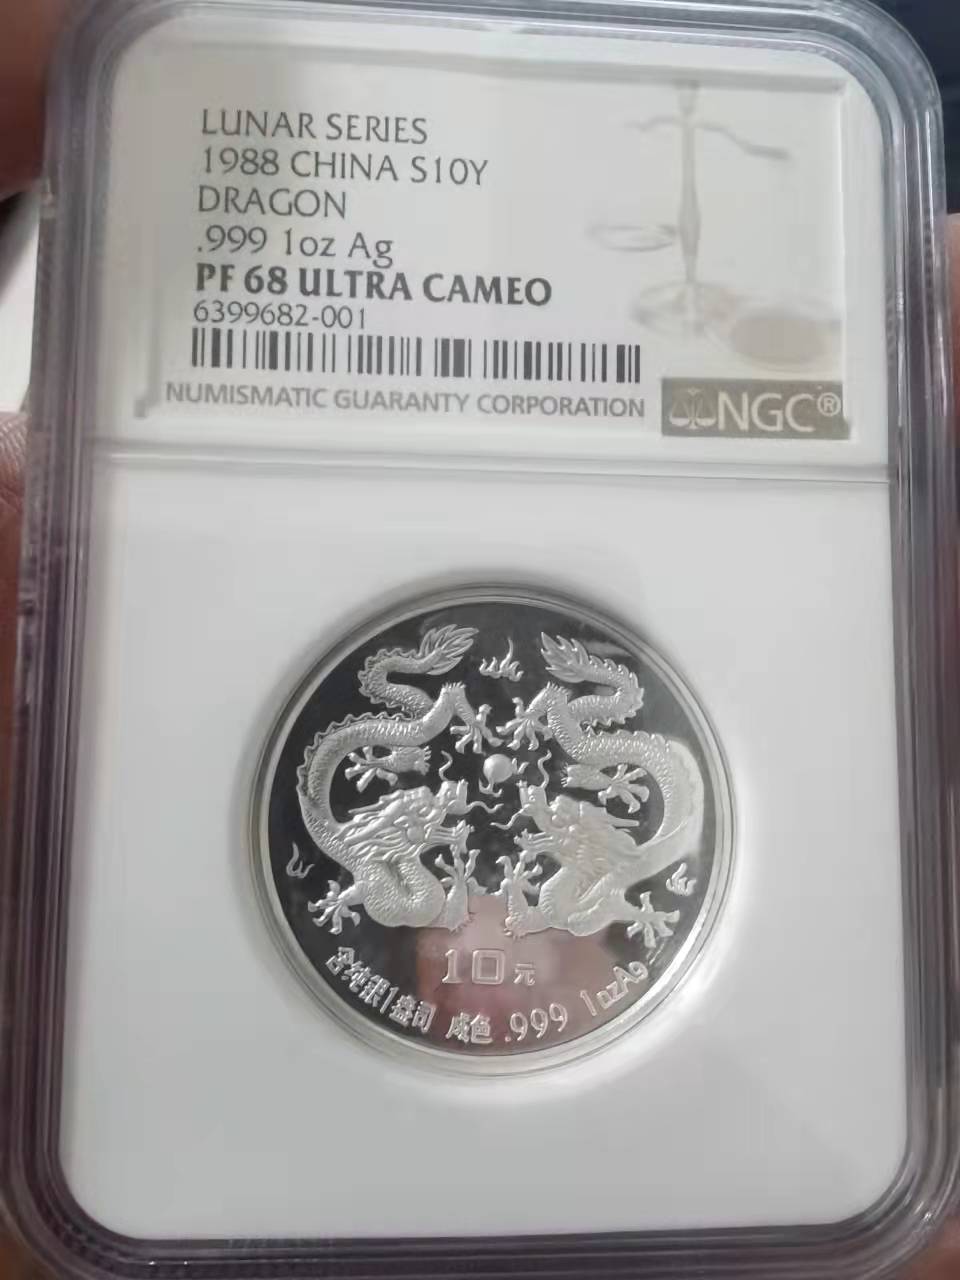 LUNAR SERIES
1988 CHINA S10Y
DRAGON
.999 1oz Ag
PF 68 ULTRA CAMEO
6399682-001
NUMISMATIC GUARANTY CORPORATION
NGC®
10元
含纯银1盎司 成色 .999 1ozAg